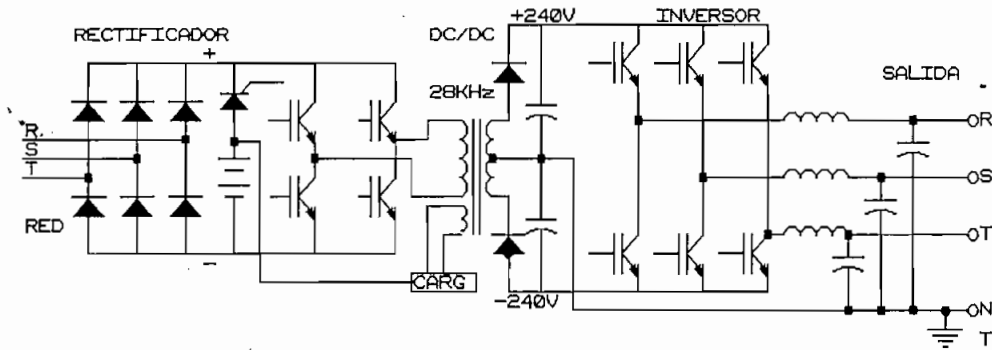 RECTIFICADOR
+
DC/DC
+240V
INVERSOR
28KHz
SALIDA
R
S
T
RED
-
CARG
-240V
R
S
T
N
T